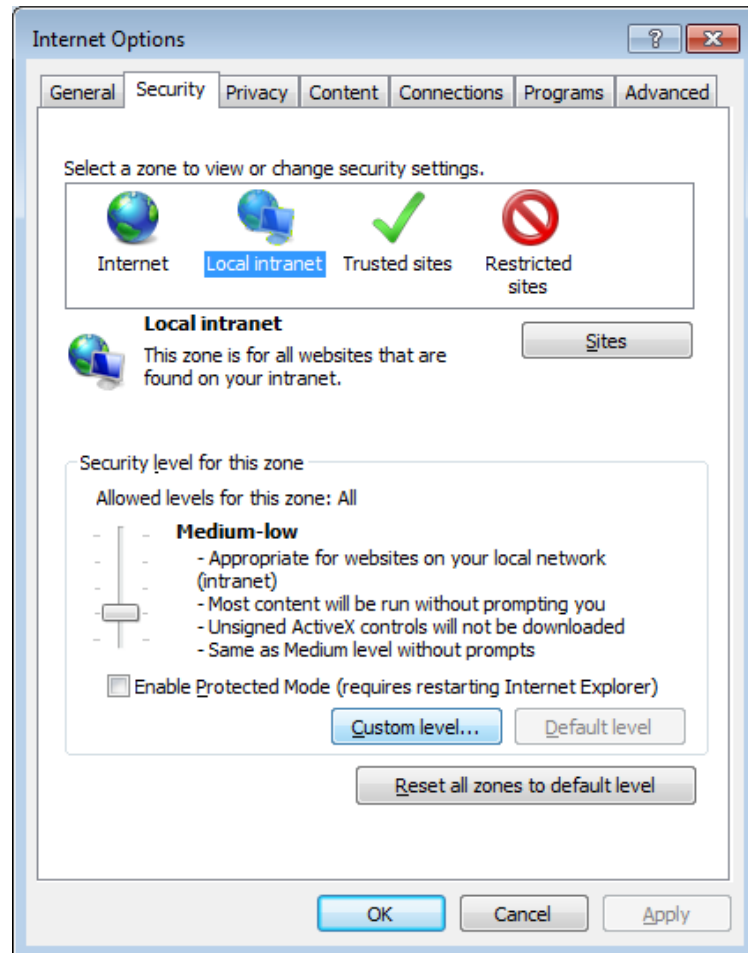 Internet Options
General Security Privacy Content Connections Programs Advanced
Select a zone to view or change security settings.
Internet Local intranet Trusted sites Restricted
sites
Local intranet
Sites
This zone is for all websites that are
found on your intranet.
Security level for this zone
Allowed levels for this zone: All
Medium-low
- Appropriate for websites on your local network
(intranet)
- Most content will be run without prompting you
- Unsigned ActiveX controls will not be downloaded
- Same as Medium level without prompts
Enable Protected Mode (requires restarting Internet Explorer)
Custom level... Default level
Reset all zones to default level
OK Cancel Apply